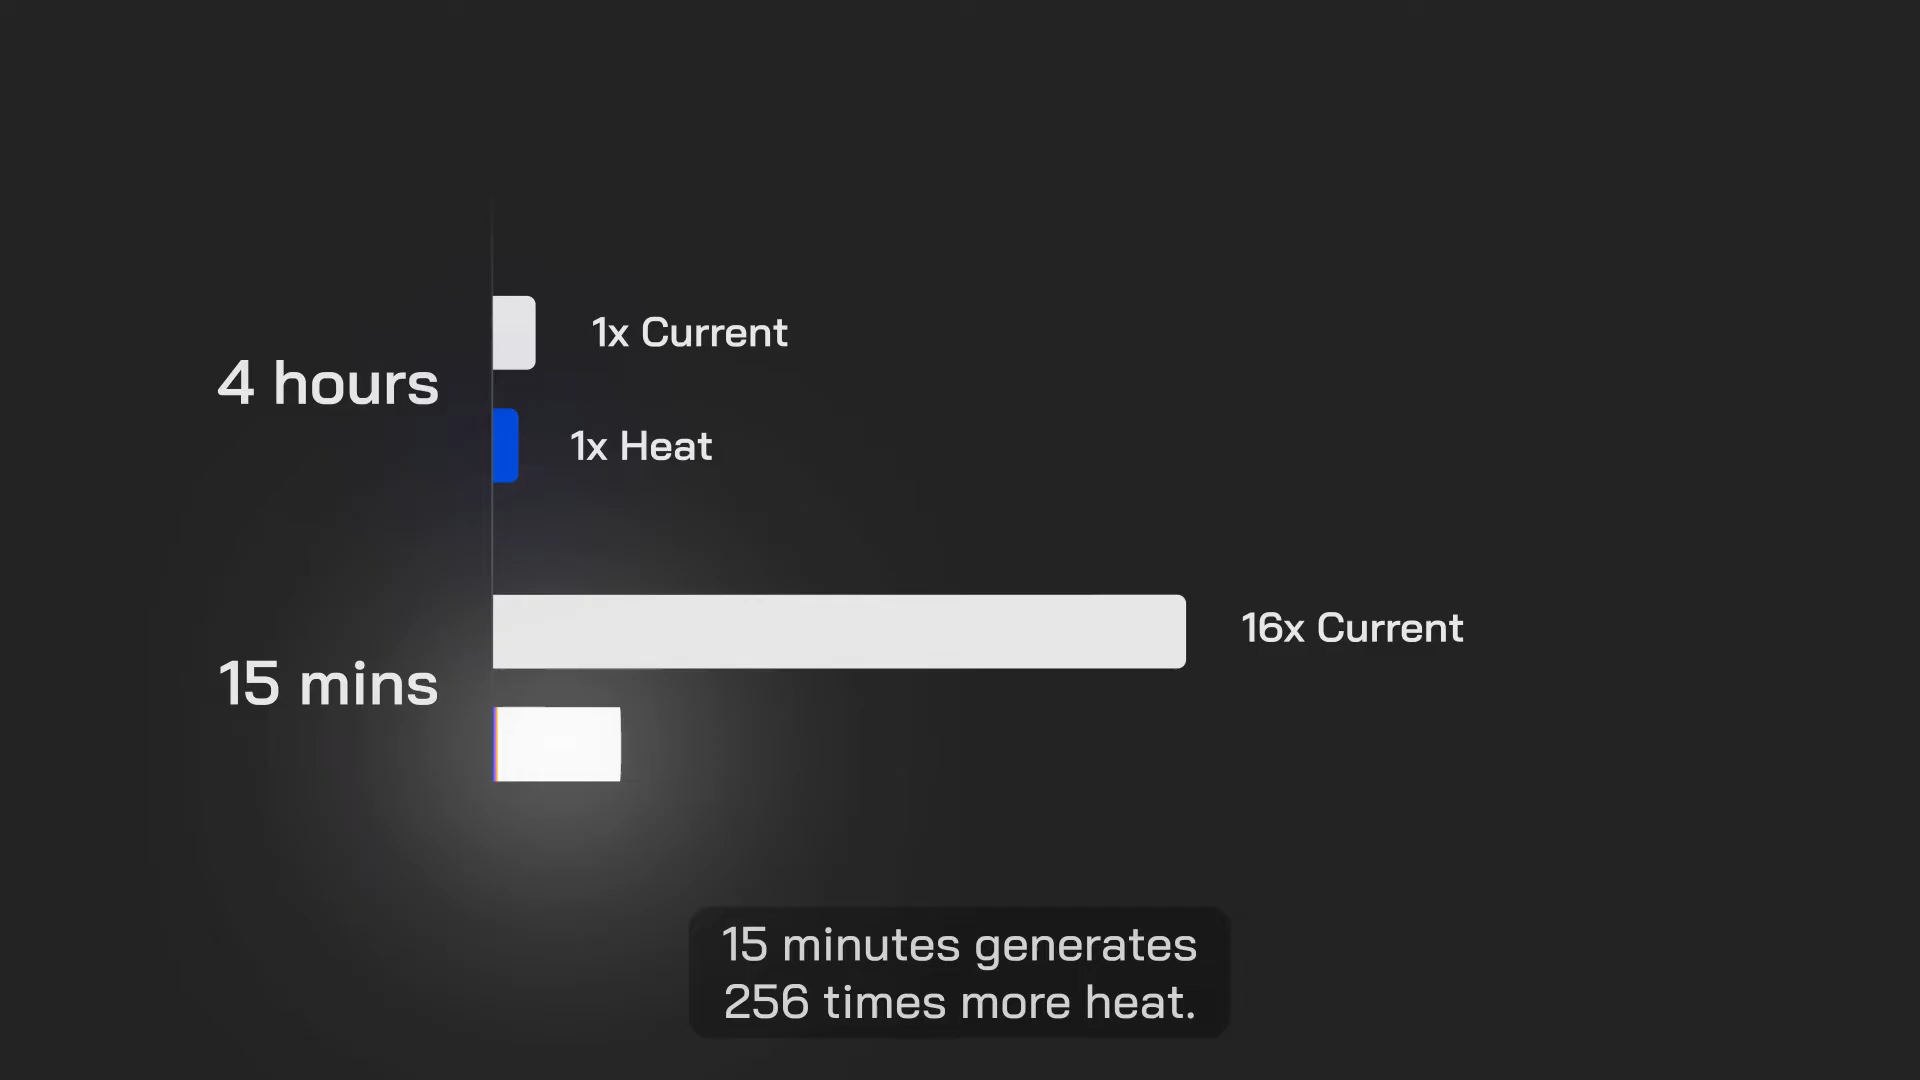 4 hours
1x Current
1x Heat
15 mins
16x Current
15 minutes generates
256 times more heat.